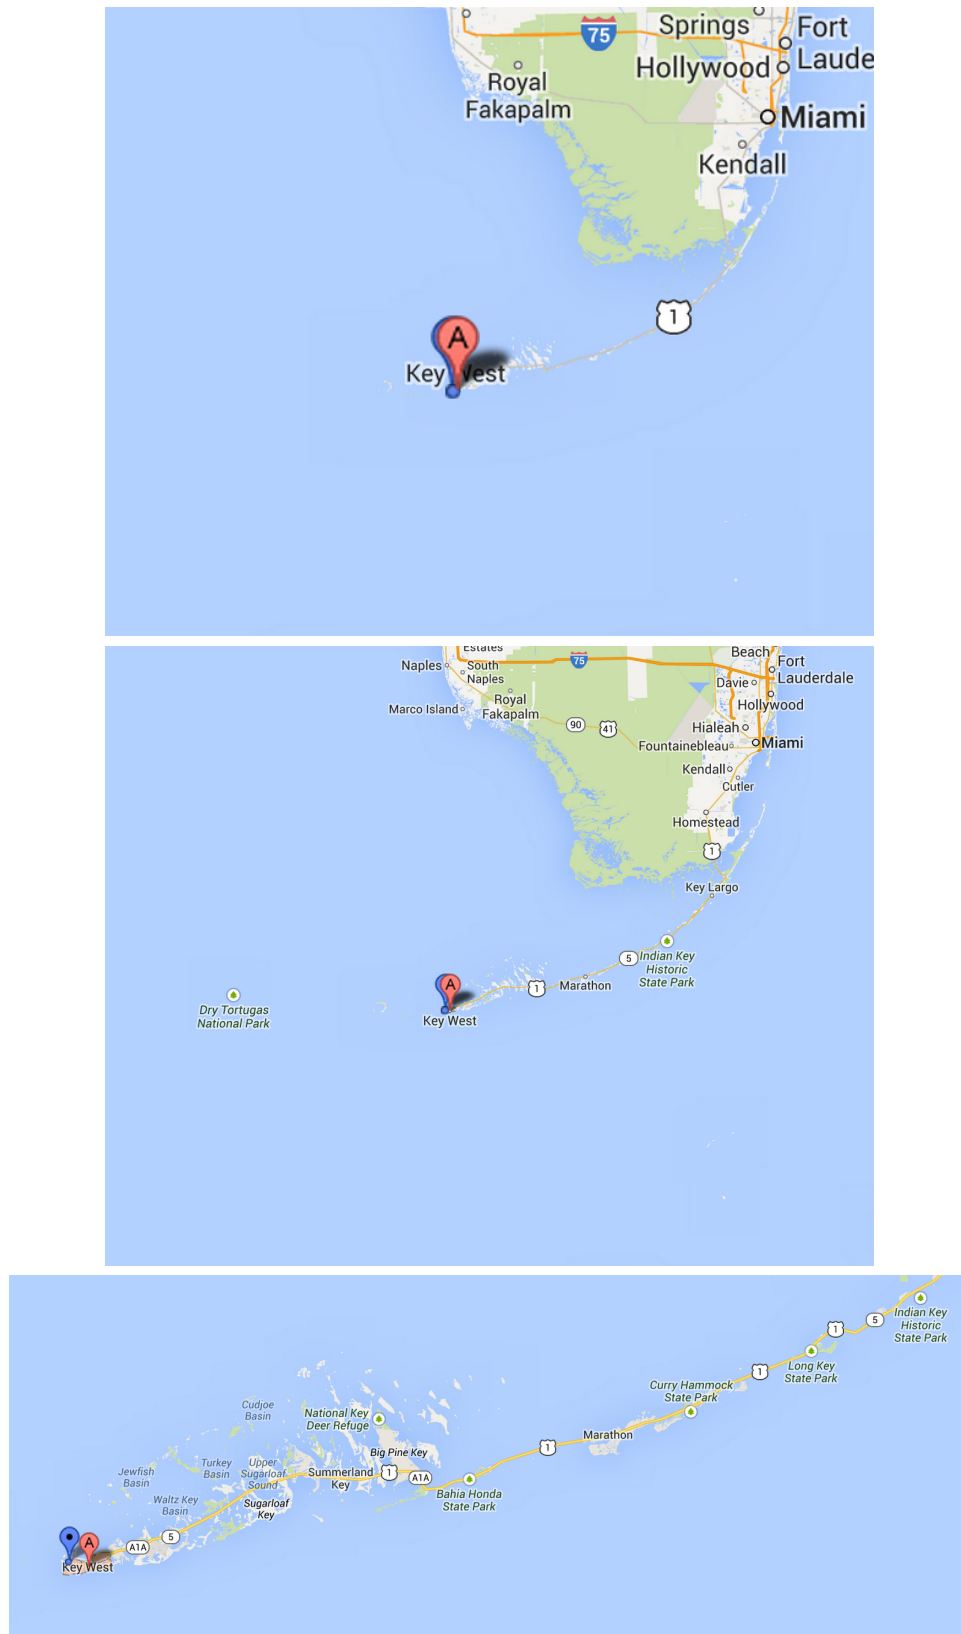 Springs
Fort
Laude
75
Hollywood
Royal
Fakapalm
Miami
Kendall
1
A
Key West
Estates
Beach
Naples
South
Naples
75
Fort
Lauderdale
Davie
Royal
Fakapalm
Hollywood
Marco Island
90
41
Hialeah
Fountainebleau
Miami
Kendall
Cutler
Homestead
1
Key Largo
5
Indian Key
Historic
State Park
A
1
Marathon
Dry Tortugas
National Park
Key West
Indian Key
Historic
State Park
5
1
Long Key
State Park
1
Curry Hammock
State Park
Cudjoe
Basin
National Key
Deer Refuge
Marathon
1
Big Pine Key
Jewfish
Basin
Turkey
Basin
Upper
Sugarloaf
Sound
Summerland
Key
1
A1A
Bahia Honda
State Park
Waltz Key
Basin
Sugarloaf
Key
5
A1A
A
Key West